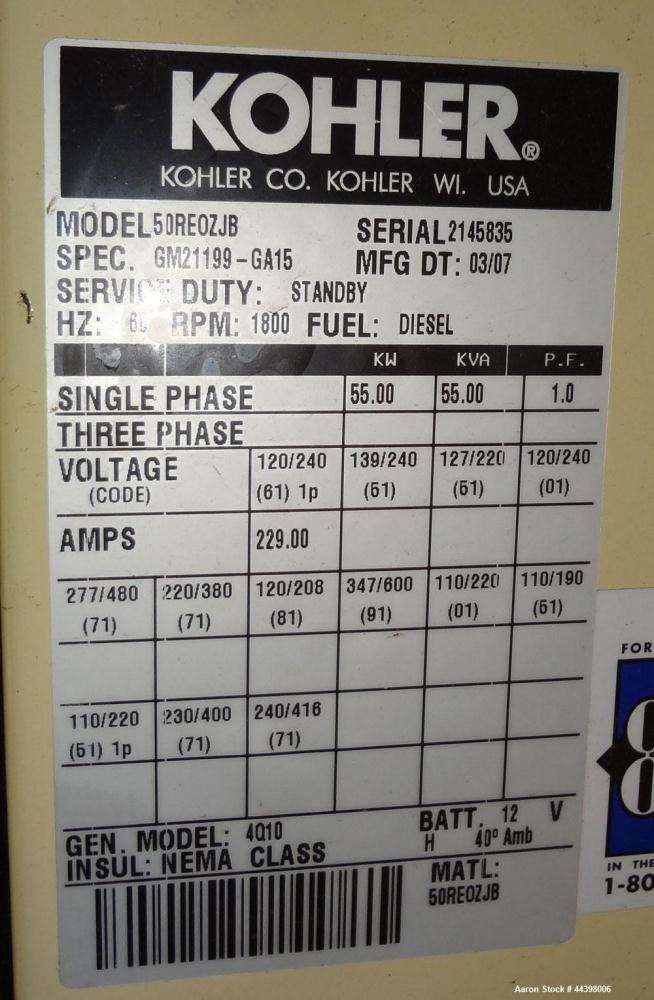 KOHLER®
KOHLER CO. KOHLER WI. USA
MODEL 50REOZJB SERIAL 2145835
SPEC. GM21199-GA15 MFG DT: 03/07
SERVICE DUTY: STANDBY
HZ: 60 RPM: 1800 FUEL: DIESEL
KW KVA P.F.
SINGLE PHASE 55.00 55.00 1.0
THREE PHASE
VOLTAGE 120/240 139/240 127/220 120/240
(CODE) (61) 1p (51) (51) (01)
AMPS 229.00
277/480 220/380 120/208 347/600 110/220 110/190
(71) (71) (81) (91) (01) (51)
110/220 230/400 240/416
(51) 1p (71) (71)
GEN. MODEL: 4Q10 BATT. 12 V
INSUL: NEMA CLASS H 40° Amb
MATL:
50REOZJB
FOR
IN THE
1-80
Aaron Stock # 44398006